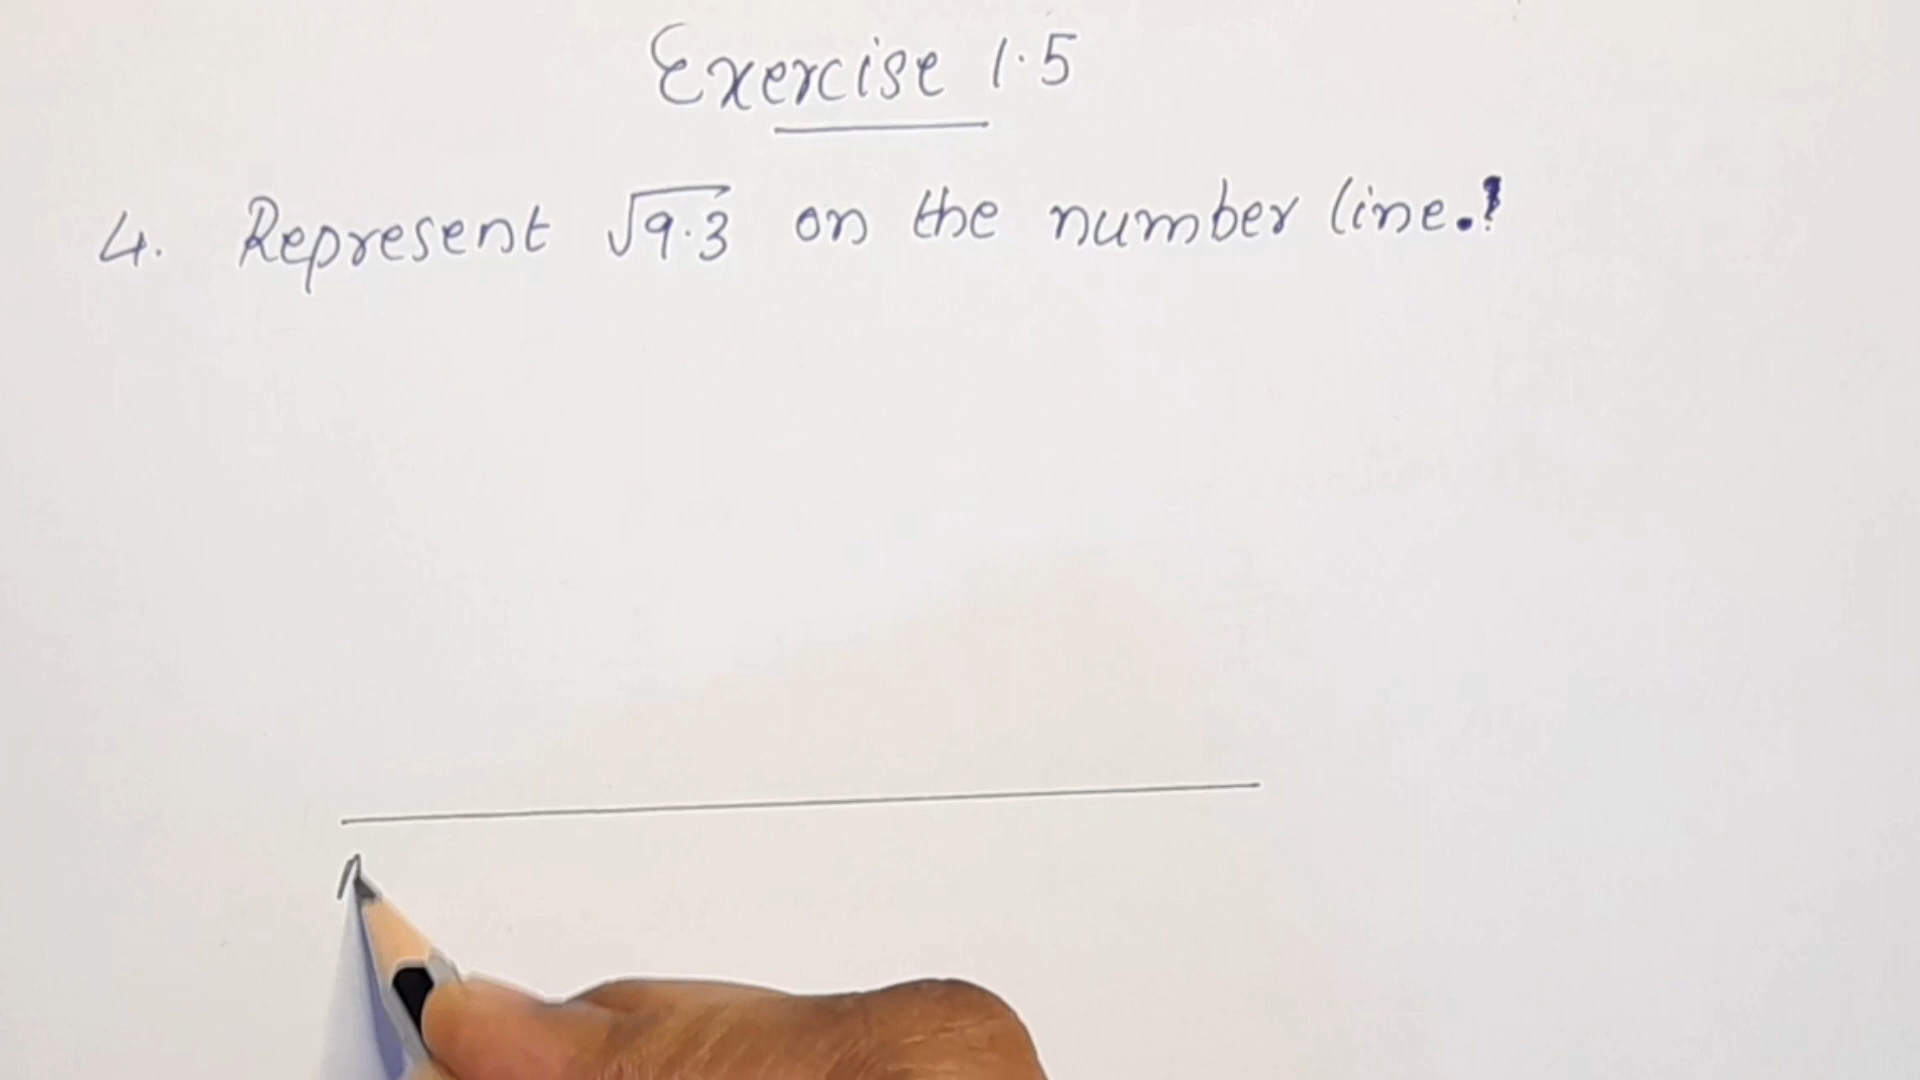 Exercise 1.5
4. Represent √9.3 on the number line.!